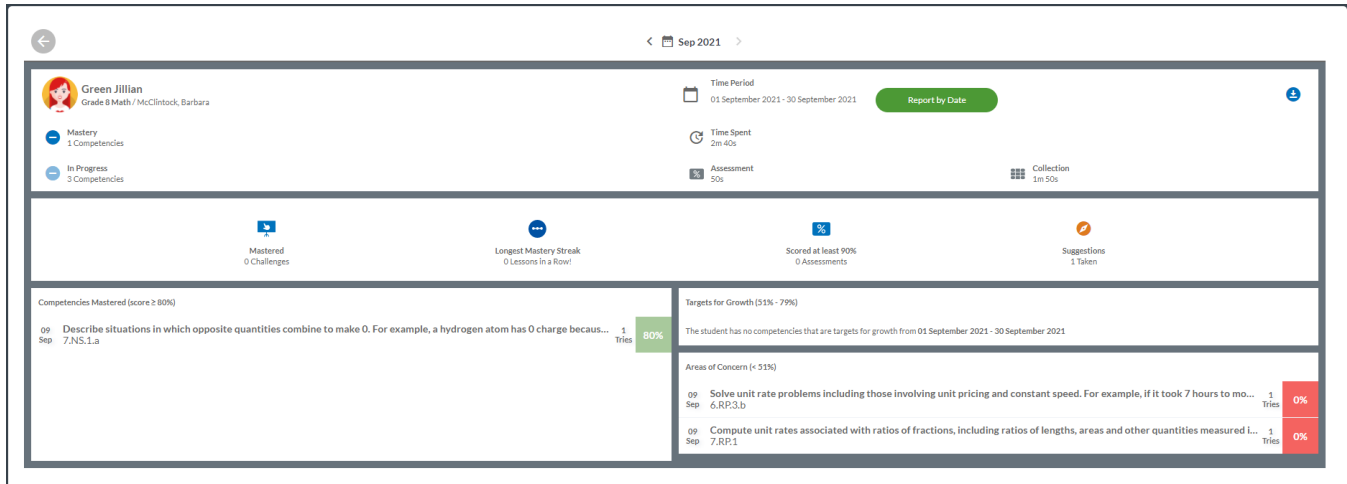 Sep 2021
Green Jillian
Grade 8 Math / McClintock, Barbara
Time Period
01 September 2021 - 30 September 2021
Report by Date
Mastery
1 Competencies
Time Spent
2m 40s
In Progress
3 Competencies
Assessment
50s
Collection
1m 50s
Mastered
0 Challenges
Longest Mastery Streak
0 Lessons in a Row!
Scored at least 90%
0 Assessments
Suggestions
1 Taken
Competencies Mastered (score ≥ 80%)
09 Sep
Describe situations in which opposite quantities combine to make 0. For example, a hydrogen atom has 0 charge becaus...
7.NS.1.a
1 Tries
80%
Targets for Growth (51% - 79%)
The student has no competencies that are targets for growth from 01 September 2021 - 30 September 2021
Areas of Concern (< 51%)
09 Sep
Solve unit rate problems including those involving unit pricing and constant speed. For example, if it took 7 hours to mo...
6.RP.3.b
1 Tries
0%
09 Sep
Compute unit rates associated with ratios of fractions, including ratios of lengths, areas and other quantities measured i...
7.RP.1
1 Tries
0%